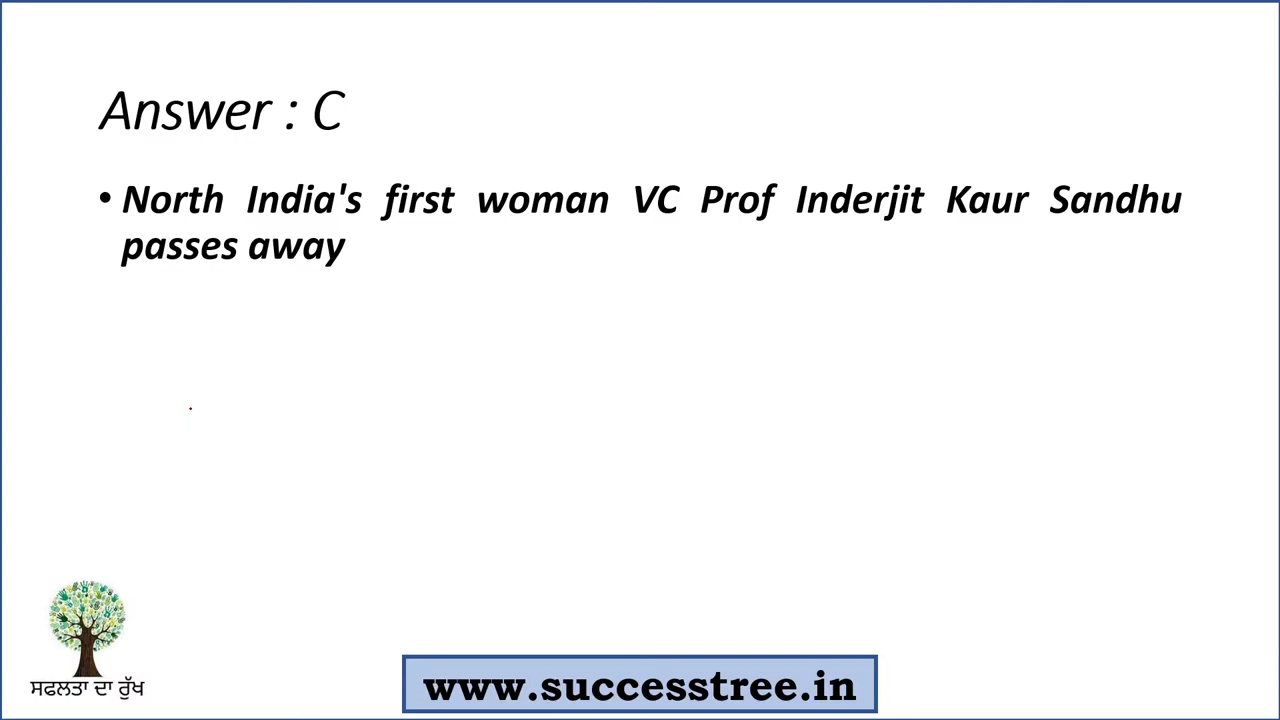 Answer : C
• North India's first woman VC Prof Inderjit Kaur Sandhu
passes away
ਸਫਲਤਾ ਦਾ ਰੁੱਖ
www.successtree.in